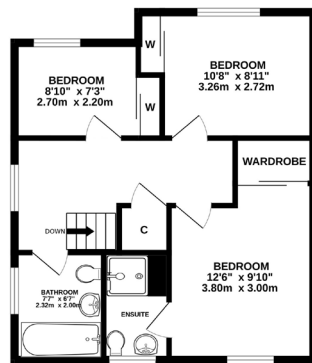 W
BEDROOM
10'8" x 8'11"
3.26m x 2.72m
BEDROOM
8'10" x 7'3"
2.70m x 2.20m
W
WARDROBE
DOWN
C
BEDROOM
12'6" x 9'10"
3.80m x 3.00m
BATHROOM
7'7" x 6'7"
2.32m x 2.00m
ENSUITE